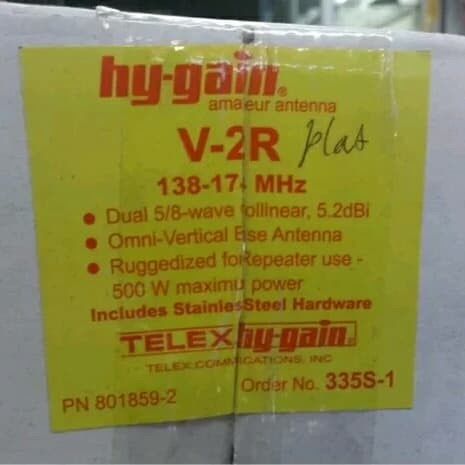 hy-gain®
amateur antenna
V-2R plat
138-174 MHz
• Dual 5/8-wave collinear, 5.2dBi
• Omni-Vertical Base Antenna
• Ruggedized for Repeater use -
500 W maximum power
Includes Stainless Steel Hardware
TELEX hy-gain®
TELEX COMMUNICATIONS, INC
PN 801859-2 Order No. 335S-1